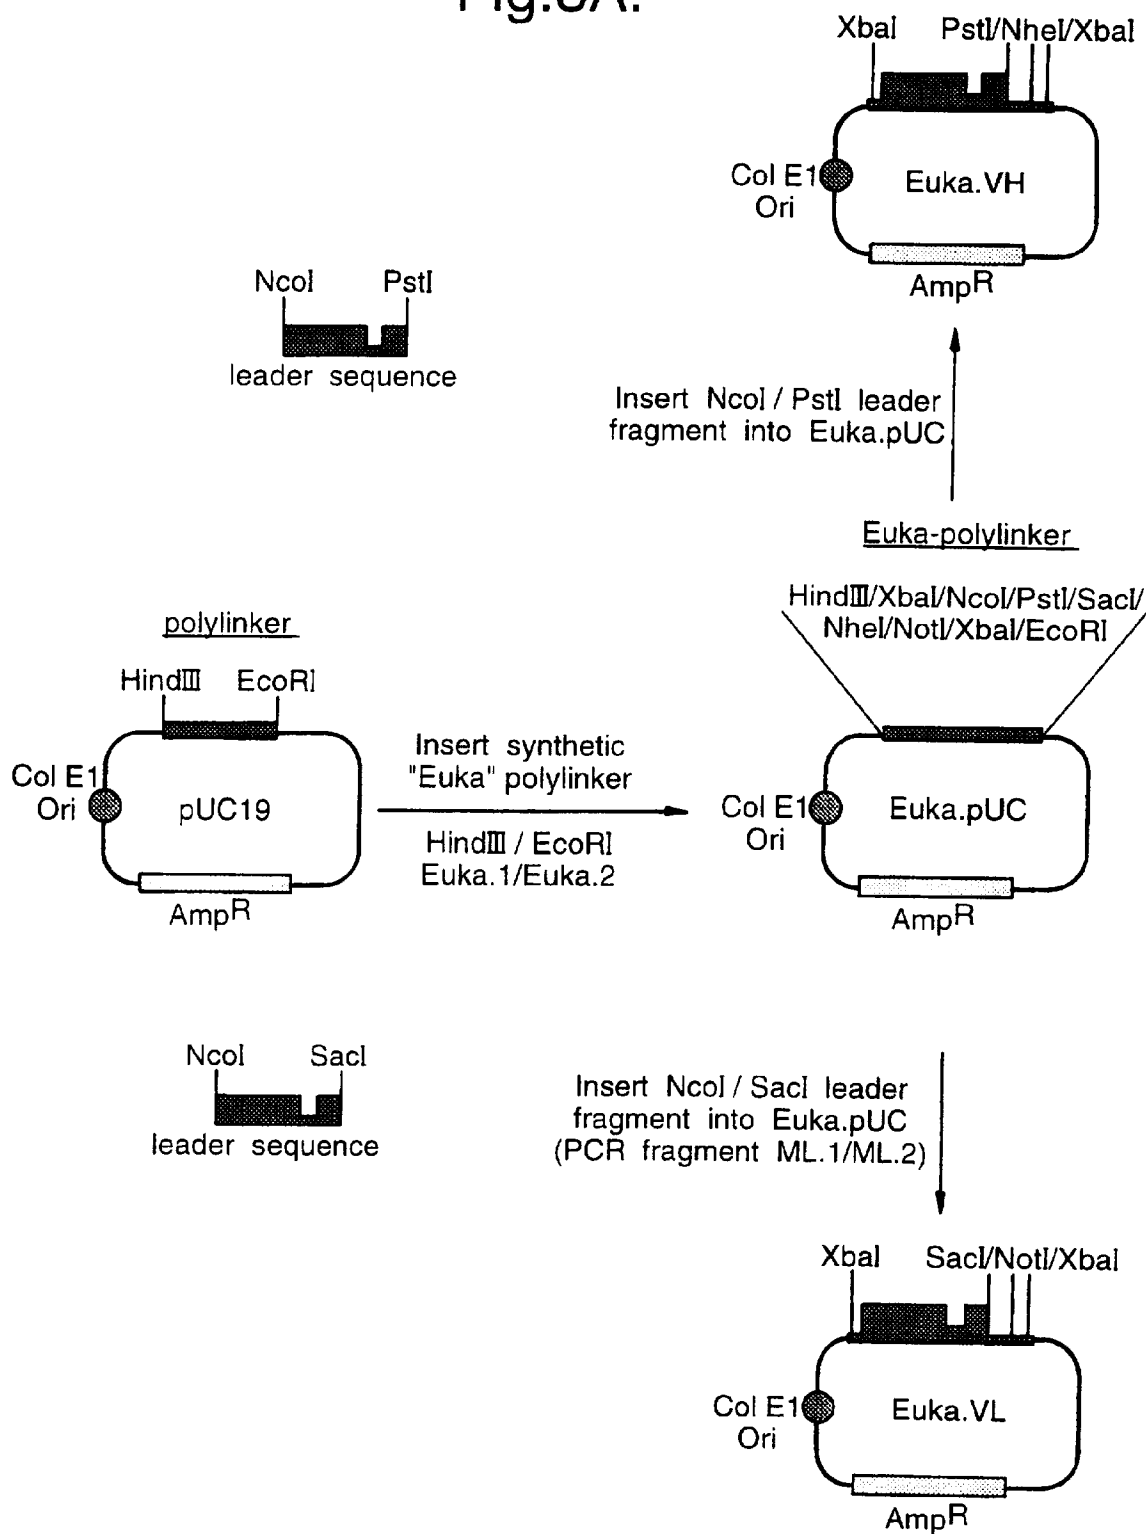 Fig.8A.
XbaI PstI/NheI/XbaI
Col E1
Ori
Euka.VH
AmpR
NcoI PstI
leader sequence
Insert NcoI / PstI leader
fragment into Euka.pUC
Euka-polylinker
HindIII/XbaI/NcoI/PstI/SacI/
NheI/NotI/XbaI/EcoRI
polylinker
HindIII EcoRI
Col E1
Ori
pUC19
AmpR
Insert synthetic
"Euka" polylinker
HindIII / EcoRI
Euka.1/Euka.2
Col E1
Ori
Euka.pUC
AmpR
NcoI SacI
leader sequence
Insert NcoI / SacI leader
fragment into Euka.pUC
(PCR fragment ML.1/ML.2)
XbaI SacI/NotI/XbaI
Col E1
Ori
Euka.VL
AmpR